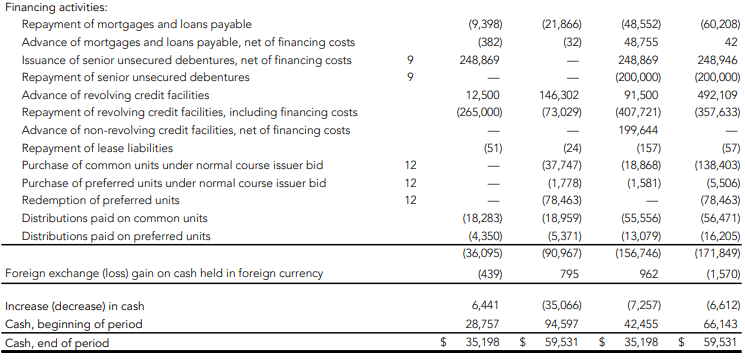 Financing activities:
Repayment of mortgages and loans payable (9,398) (21,866) (48,552) (60,208)
Advance of mortgages and loans payable, net of financing costs (382) (32) 48,755 42
Issuance of senior unsecured debentures, net of financing costs 9 248,869 — 248,869 248,946
Repayment of senior unsecured debentures 9 — — (200,000) (200,000)
Advance of revolving credit facilities 12,500 146,302 91,500 492,109
Repayment of revolving credit facilities, including financing costs (265,000) (73,029) (407,721) (357,633)
Advance of non-revolving credit facilities, net of financing costs — — 199,644 —
Repayment of lease liabilities (51) (24) (157) (57)
Purchase of common units under normal course issuer bid 12 — (37,747) (18,868) (138,403)
Purchase of preferred units under normal course issuer bid 12 — (1,778) (1,581) (5,506)
Redemption of preferred units 12 — (78,463) — (78,463)
Distributions paid on common units (18,283) (18,959) (55,556) (56,471)
Distributions paid on preferred units (4,350) (5,371) (13,079) (16,205)
(36,095) (90,967) (156,746) (171,849)
Foreign exchange (loss) gain on cash held in foreign currency (439) 795 962 (1,570)
Increase (decrease) in cash 6,441 (35,066) (7,257) (6,612)
Cash, beginning of period 28,757 94,597 42,455 66,143
Cash, end of period $ 35,198 $ 59,531 $ 35,198 $ 59,531